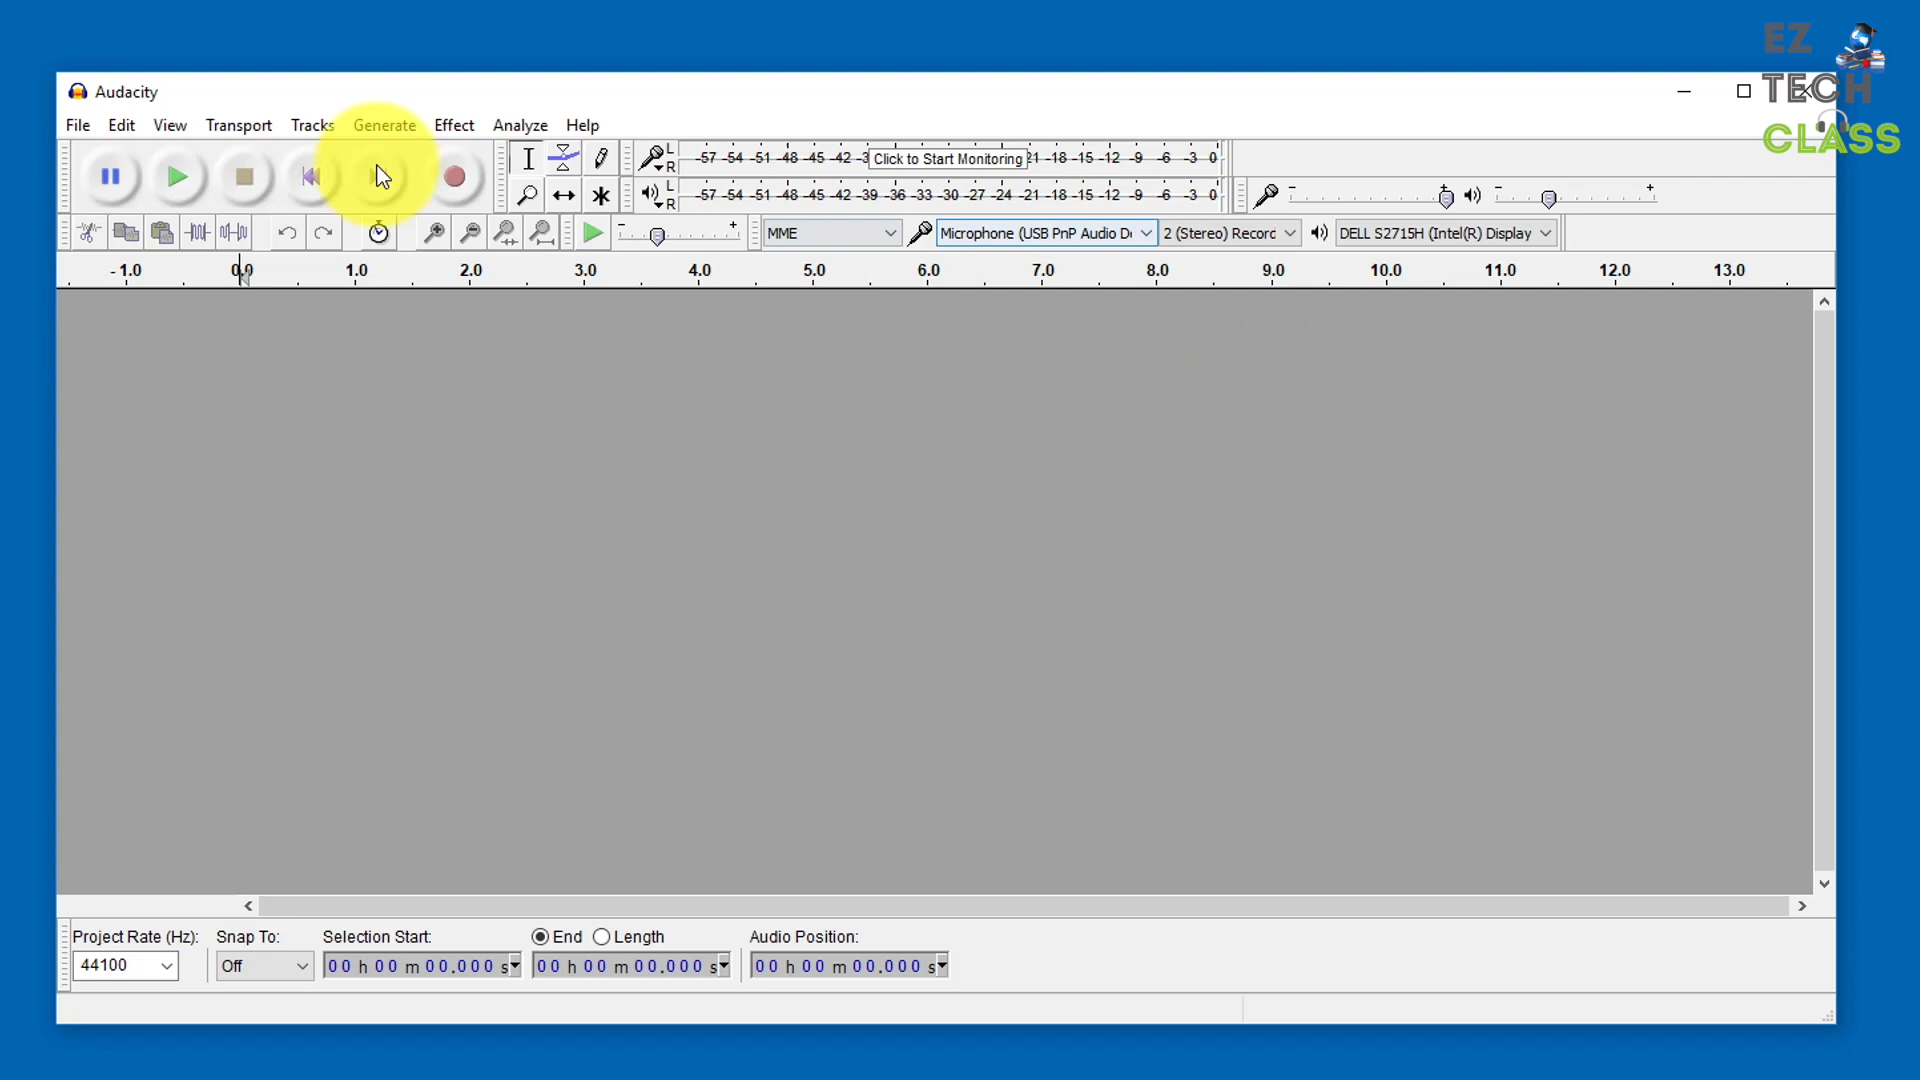 EZ
TECH
CLASS
Audacity
File Edit View Transport Tracks Generate Effect Analyze Help
L
R
-57 -54 -51 -48 -45 -42 -3 Click to Start Monitoring 21 -18 -15 -12 -9 -6 -3 0
L
R
-57 -54 -51 -48 -45 -42 -39 -36 -33 -30 -27 -24 -21 -18 -15 -12 -9 -6 -3 0
- + - +
- + MME Microphone (USB PnP Audio De 2 (Stereo) Record DELL S2715H (Intel(R) Display
-1.0 0.0 1.0 2.0 3.0 4.0 5.0 6.0 7.0 8.0 9.0 10.0 11.0 12.0 13.0
Project Rate (Hz): Snap To: Selection Start: End Length Audio Position:
44100 Off 00 h 00 m 00.000 s 00 h 00 m 00.000 s 00 h 00 m 00.000 s